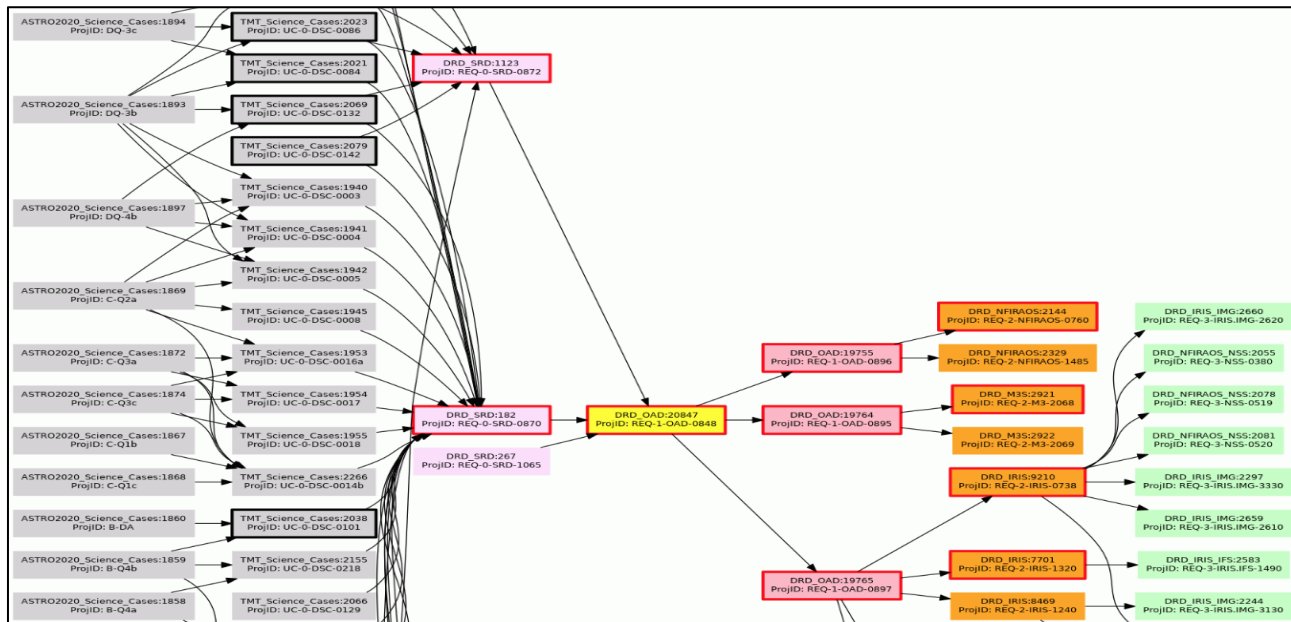 ASTRO2020_Science_Cases:1894
ProjID: DQ-3c
ASTRO2020_Science_Cases:1893
ProjID: DQ-3b
ASTRO2020_Science_Cases:1897
ProjID: DQ-4b
ASTRO2020_Science_Cases:1869
ProjID: C-Q2a
ASTRO2020_Science_Cases:1872
ProjID: C-Q3a
ASTRO2020_Science_Cases:1874
ProjID: C-Q3c
ASTRO2020_Science_Cases:1867
ProjID: C-Q1b
ASTRO2020_Science_Cases:1868
ProjID: C-Q1c
ASTRO2020_Science_Cases:1860
ProjID: B-DA
ASTRO2020_Science_Cases:1859
ProjID: B-Q4b
ASTRO2020_Science_Cases:1858
ProjID: B-Q4a
TMT_Science_Cases:2023
ProjID: UC-0-DSC-0086
TMT_Science_Cases:2021
ProjID: UC-0-DSC-0084
TMT_Science_Cases:2069
ProjID: UC-0-DSC-0132
TMT_Science_Cases:2079
ProjID: UC-0-DSC-0142
TMT_Science_Cases:1940
ProjID: UC-0-DSC-0003
TMT_Science_Cases:1941
ProjID: UC-0-DSC-0004
TMT_Science_Cases:1942
ProjID: UC-0-DSC-0005
TMT_Science_Cases:1945
ProjID: UC-0-DSC-0008
TMT_Science_Cases:1953
ProjID: UC-0-DSC-0016a
TMT_Science_Cases:1954
ProjID: UC-0-DSC-0017
TMT_Science_Cases:1955
ProjID: UC-0-DSC-0018
TMT_Science_Cases:2266
ProjID: UC-0-DSC-0014b
TMT_Science_Cases:2038
ProjID: UC-0-DSC-0101
TMT_Science_Cases:2155
ProjID: UC-0-DSC-0218
TMT_Science_Cases:2066
ProjID: UC-0-DSC-0129
DRD_SRD:1123
ProjID: REQ-0-SRD-0872
DRD_SRD:182
ProjID: REQ-0-SRD-0870
DRD_SRD:267
ProjID: REQ-0-SRD-1065
DRD_OAD:20847
ProjID: REQ-1-OAD-0848
DRD_OAD:19755
ProjID: REQ-1-OAD-0896
DRD_OAD:19764
ProjID: REQ-1-OAD-0895
DRD_OAD:19765
ProjID: REQ-1-OAD-0897
DRD_NFIRAOS:2144
ProjID: REQ-2-NFIRAOS-0760
DRD_NFIRAOS:2329
ProjID: REQ-2-NFIRAOS-1485
DRD_M3S:2921
ProjID: REQ-2-M3-2068
DRD_M3S:2922
ProjID: REQ-2-M3-2069
DRD_IRIS:9210
ProjID: REQ-2-IRIS-0738
DRD_IRIS:7701
ProjID: REQ-2-IRIS-1320
DRD_IRIS:8469
ProjID: REQ-2-IRIS-1240
DRD_IRIS_IMG:2660
ProjID: REQ-3-IRIS.IMG-2620
DRD_NFIRAOS_NSS:2055
ProjID: REQ-3-NSS-0380
DRD_NFIRAOS_NSS:2078
ProjID: REQ-3-NSS-0519
DRD_NFIRAOS_NSS:2081
ProjID: REQ-3-NSS-0520
DRD_IRIS_IMG:2297
ProjID: REQ-3-IRIS.IMG-3330
DRD_IRIS_IMG:2659
ProjID: REQ-3-IRIS.IMG-2610
DRD_IRIS_IFS:2583
ProjID: REQ-3-IRIS.IFS-1490
DRD_IRIS_IMG:2244
ProjID: REQ-3-IRIS.IMG-3130